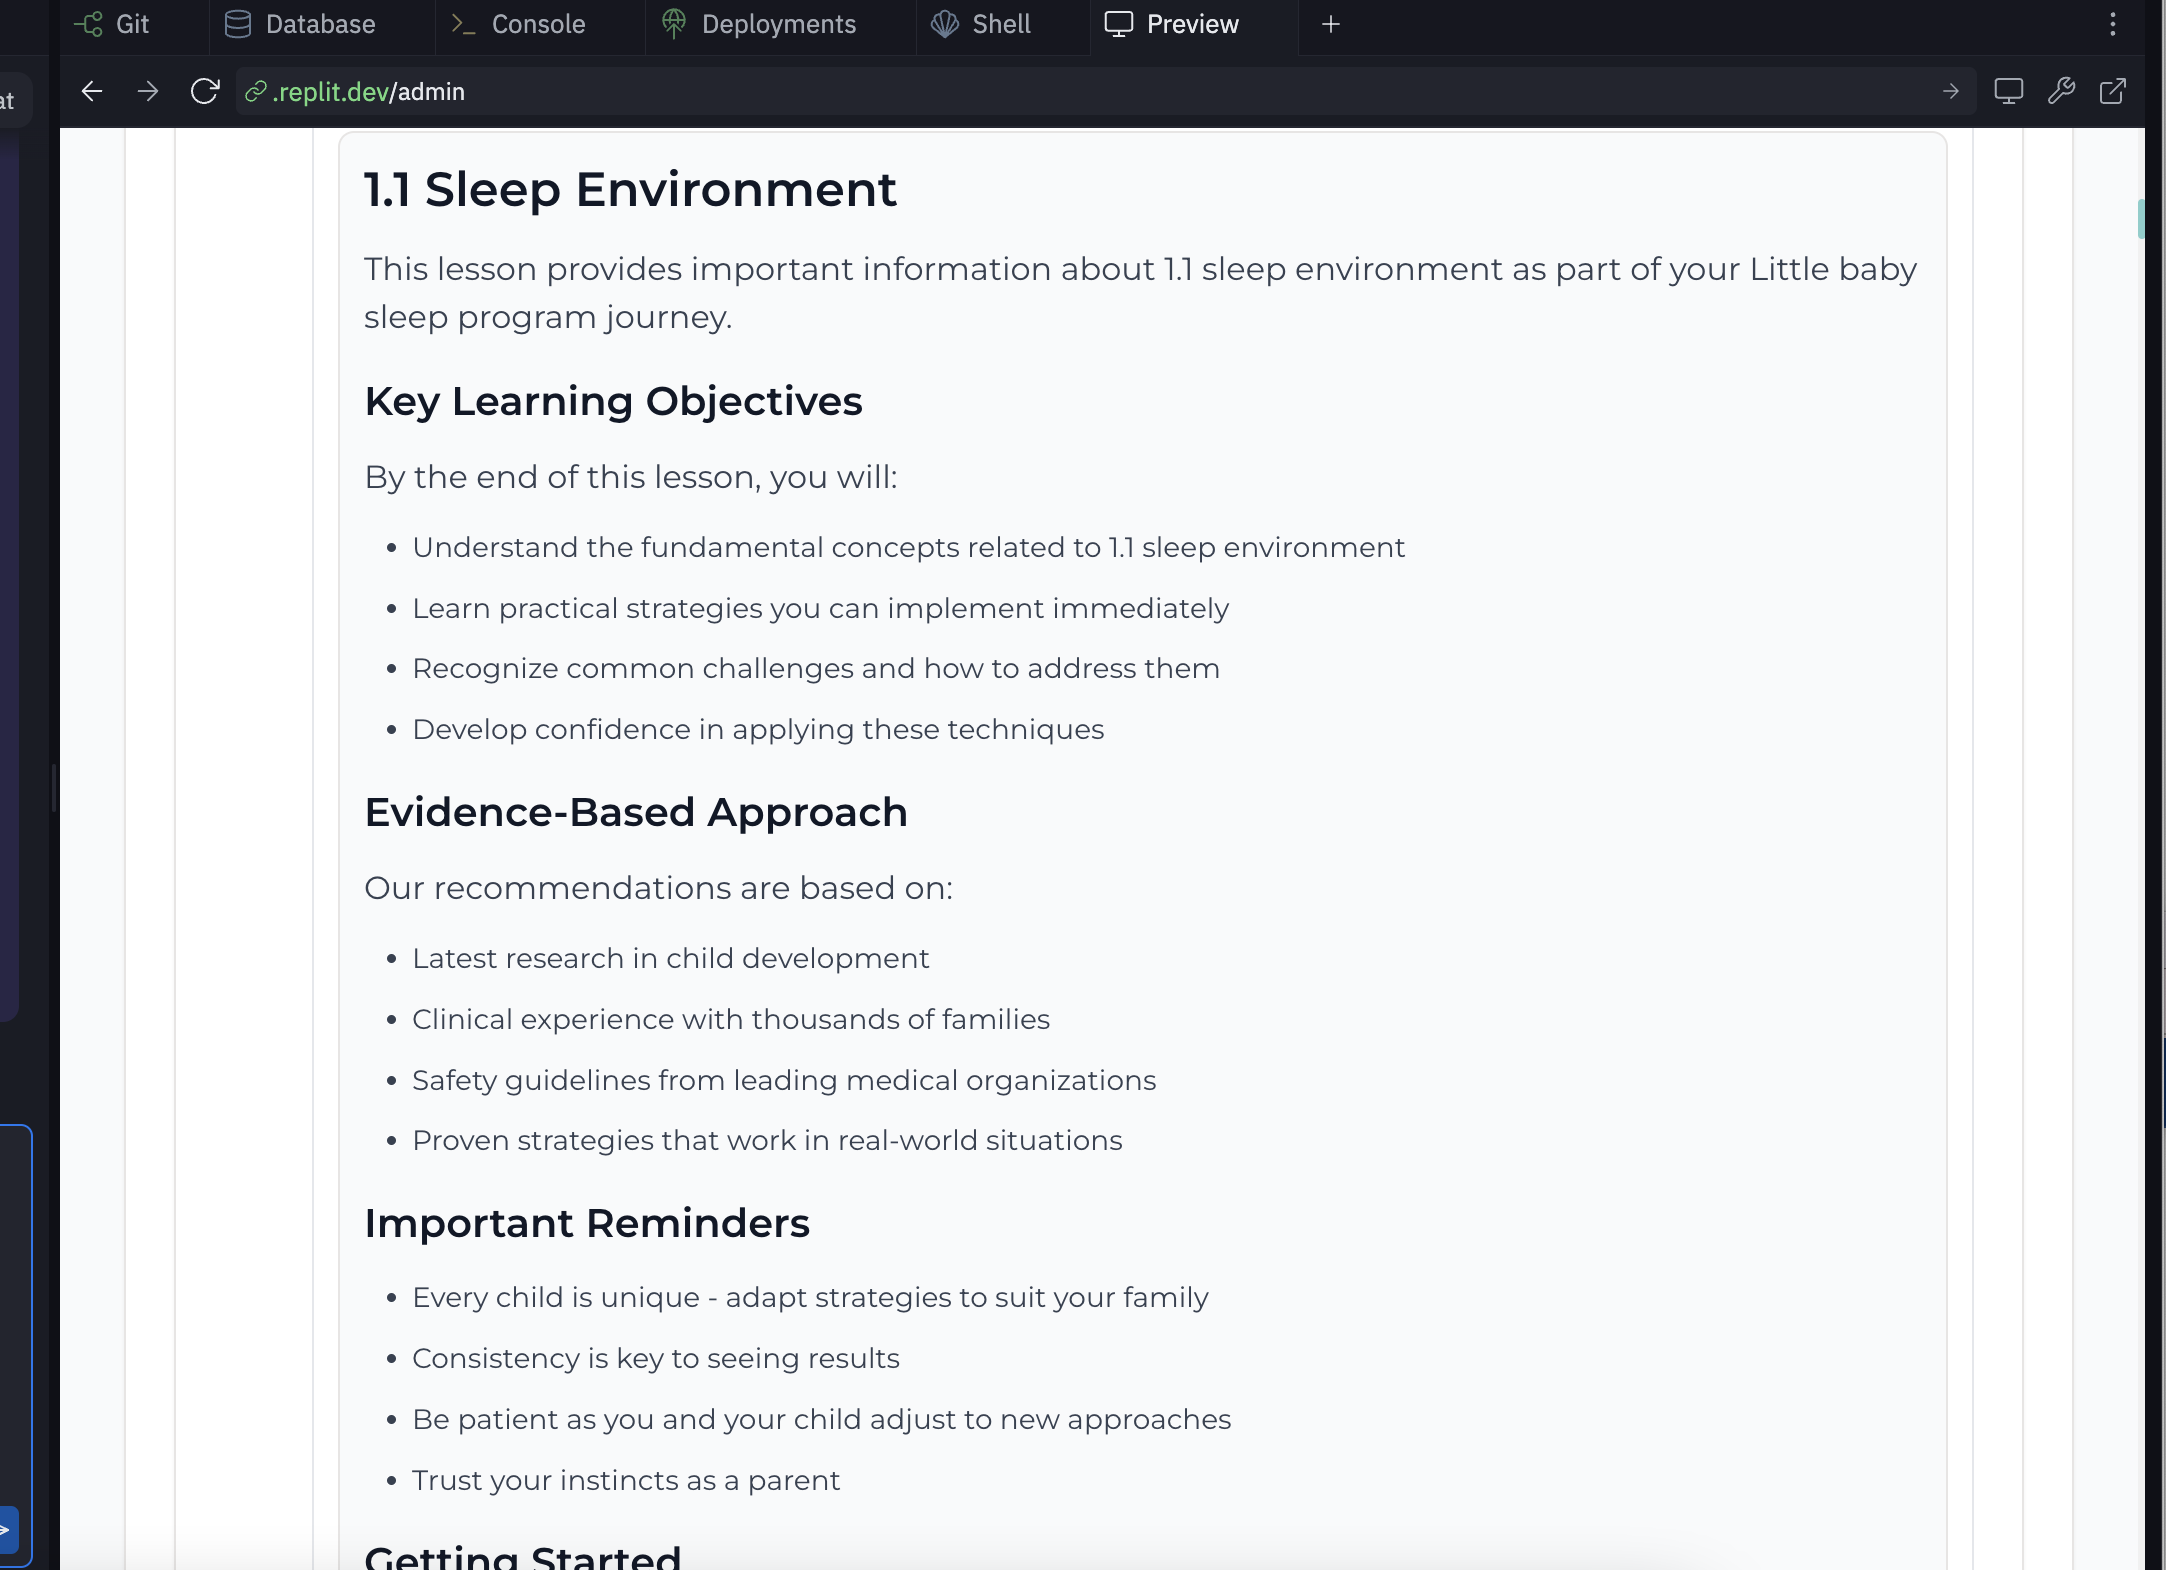 Git
Database
Console
Deployments
Shell
Preview
at
.replit.dev/admin
1.1 Sleep Environment
This lesson provides important information about 1.1 sleep environment as part of your Little baby
sleep program journey.
Key Learning Objectives
By the end of this lesson, you will:
Understand the fundamental concepts related to 1.1 sleep environment
Learn practical strategies you can implement immediately
Recognize common challenges and how to address them
Develop confidence in applying these techniques
Evidence-Based Approach
Our recommendations are based on:
Latest research in child development
Clinical experience with thousands of families
Safety guidelines from leading medical organizations
Proven strategies that work in real-world situations
Important Reminders
Every child is unique - adapt strategies to suit your family
Consistency is key to seeing results
Be patient as you and your child adjust to new approaches
Trust your instincts as a parent
Getting Started